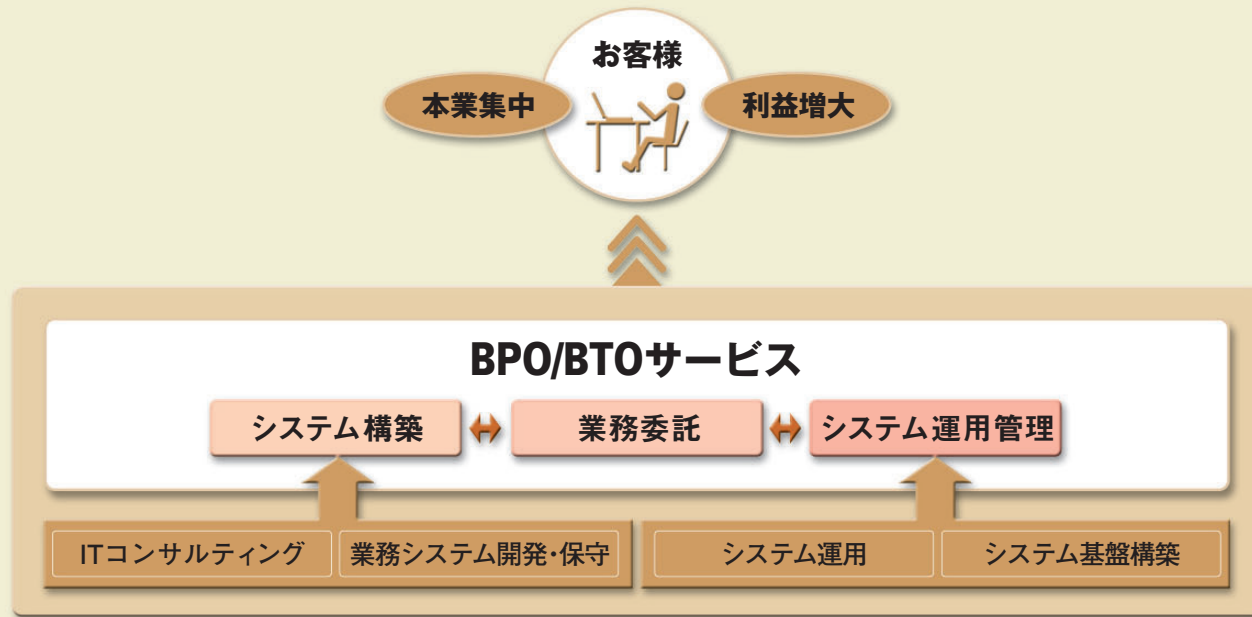 お客様
本業集中
利益増大
BPO/BTOサービス
システム構築
業務委託
システム運用管理
ITコンサルティング
業務システム開発・保守
システム運用
システム基盤構築